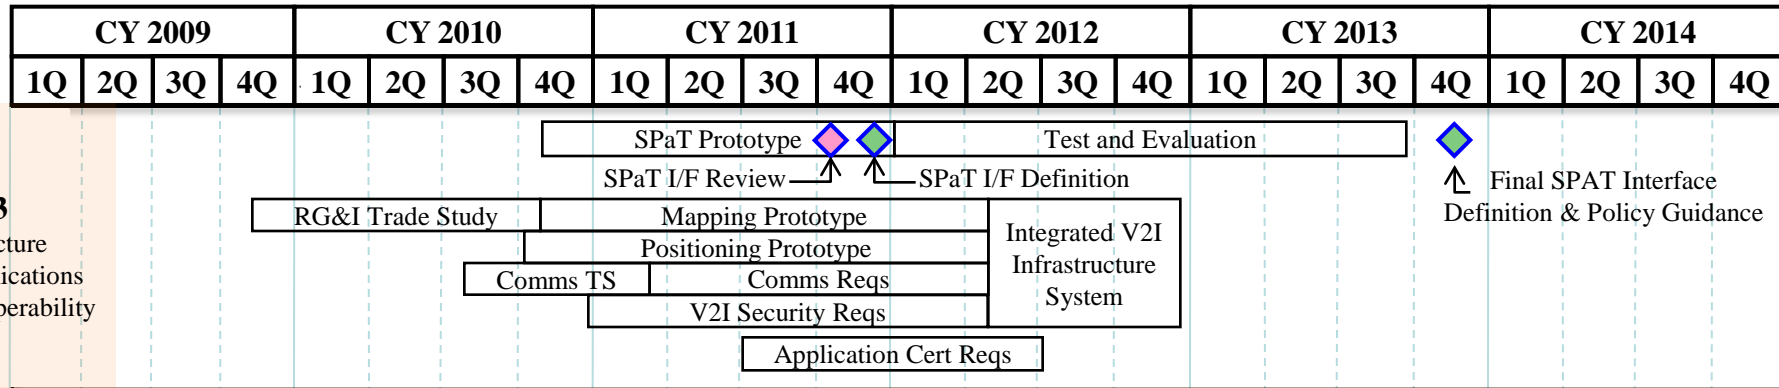 CY 2009 CY 2010 CY 2011 CY 2012 CY 2013 CY 2014
1Q 2Q 3Q 4Q 1Q 2Q 3Q 4Q 1Q 2Q 3Q 4Q 1Q 2Q 3Q 4Q 1Q 2Q 3Q 4Q 1Q 2Q 3Q 4Q
SPaT Prototype Test and Evaluation
SPaT I/F Review SPaT I/F Definition
Final SPAT Interface
Definition & Policy Guidance
RG&I Trade Study Mapping Prototype
Positioning Prototype
Comms TS Comms Reqs
V2I Security Reqs
Integrated V2I
Infrastructure
System
Application Cert Reqs